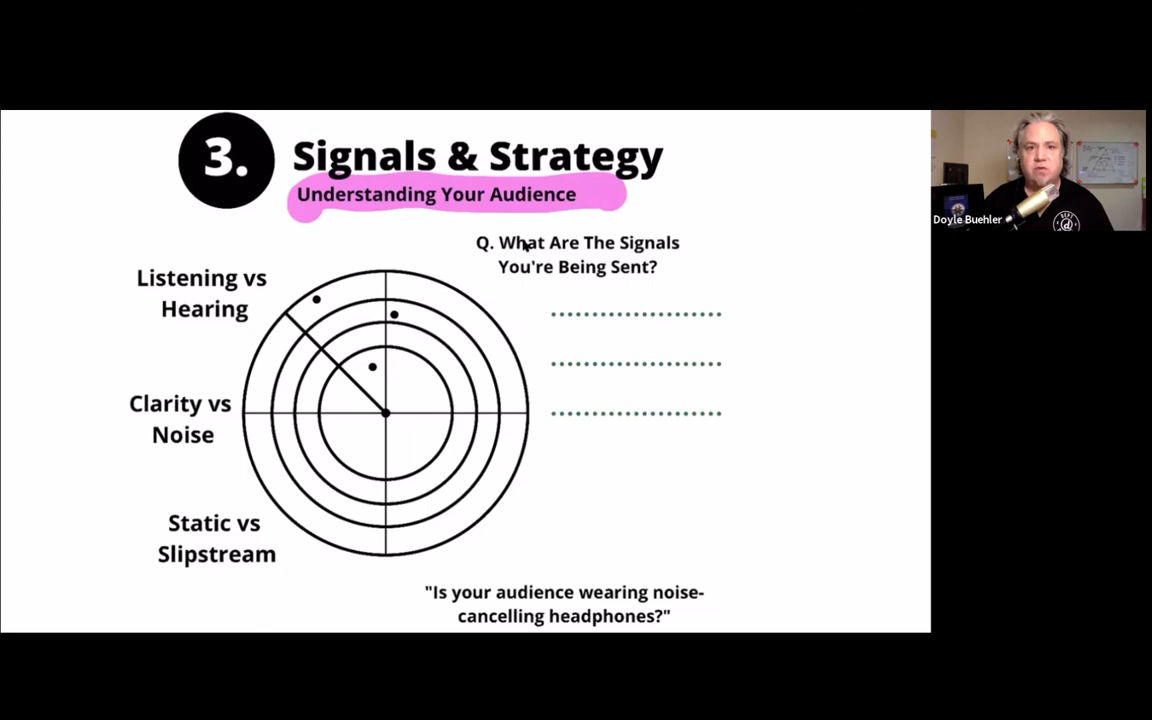 3.
Signals & Strategy
Understanding Your Audience
Q. What Are The Signals
You're Being Sent?
Listening vs
Hearing
Clarity vs
Noise
Static vs
Slipstream
"Is your audience wearing noise-
cancelling headphones?"
Doyle Buehler